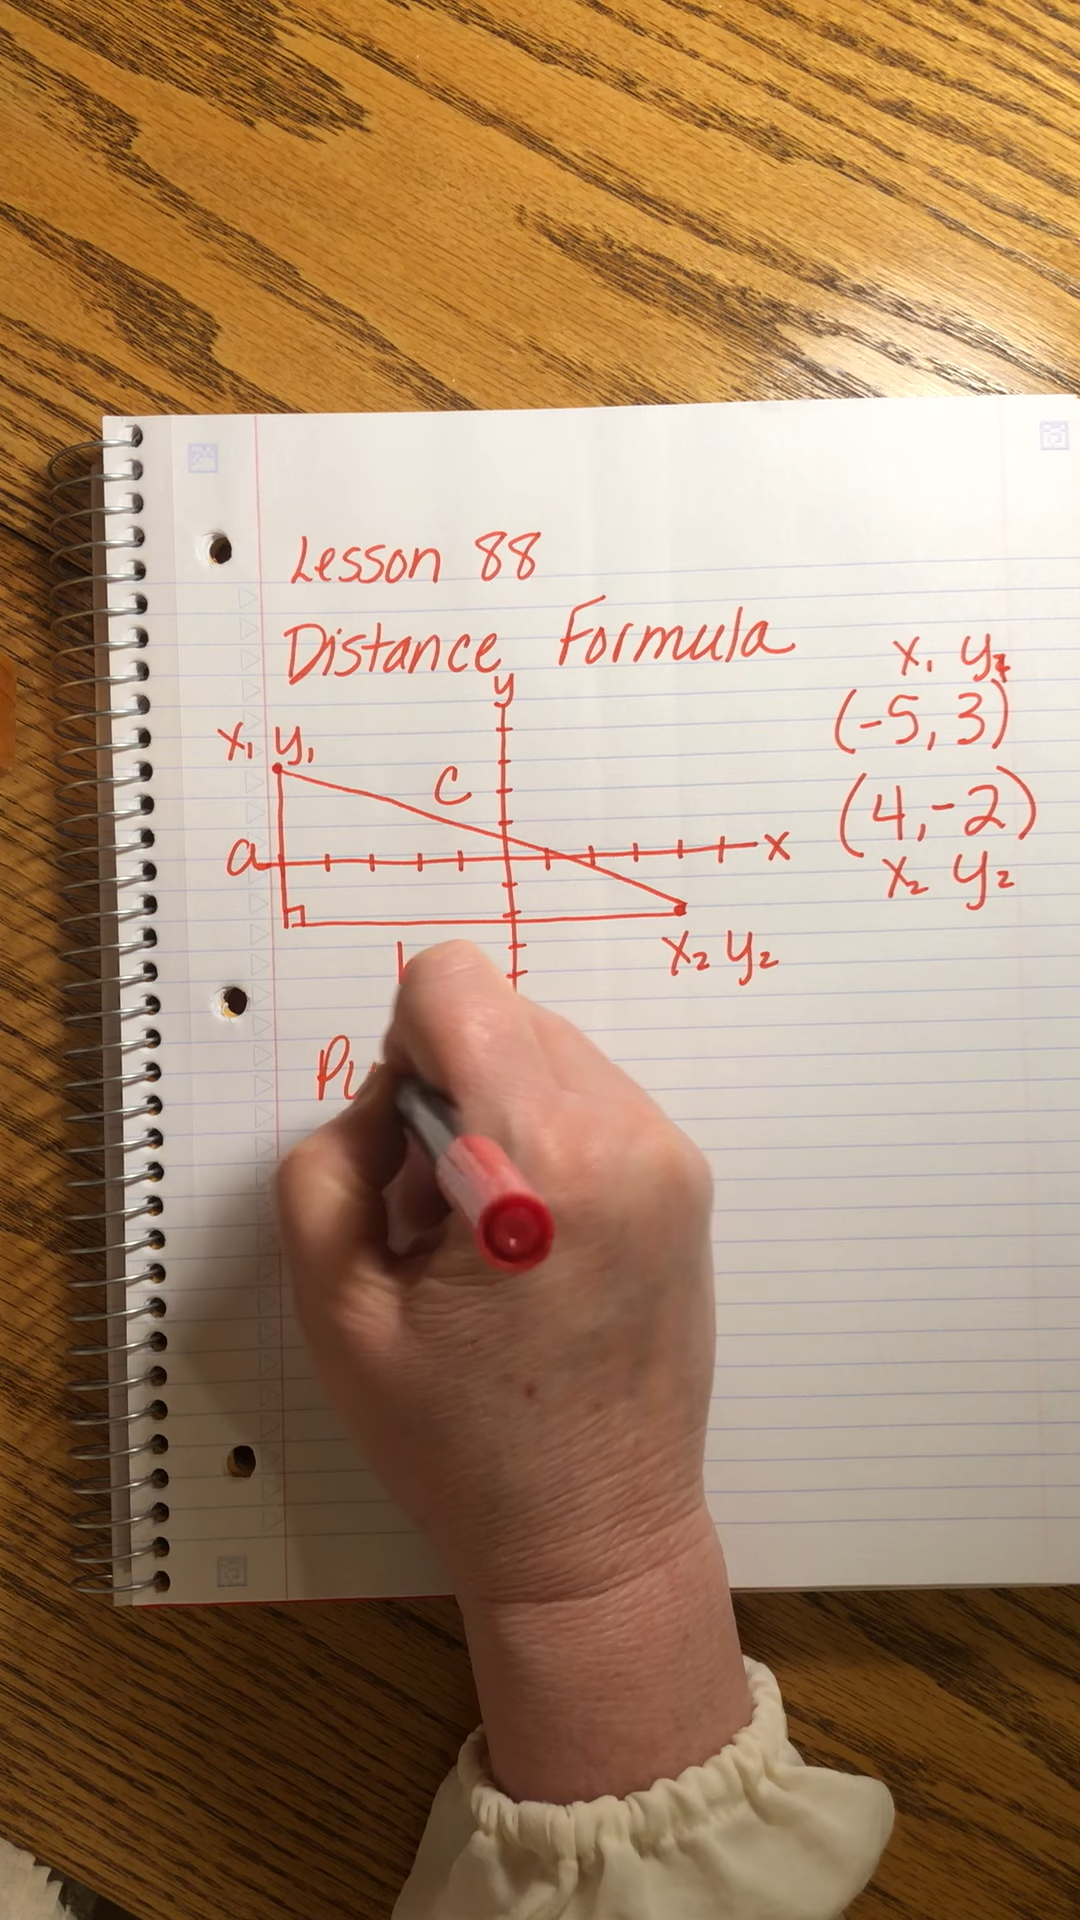 Lesson 88
Distance Formula
y
x₁ y₁
C
a
x
x₂ y₂
x₁ y₁
(-5, 3)
(4, -2)
x₂ y₂